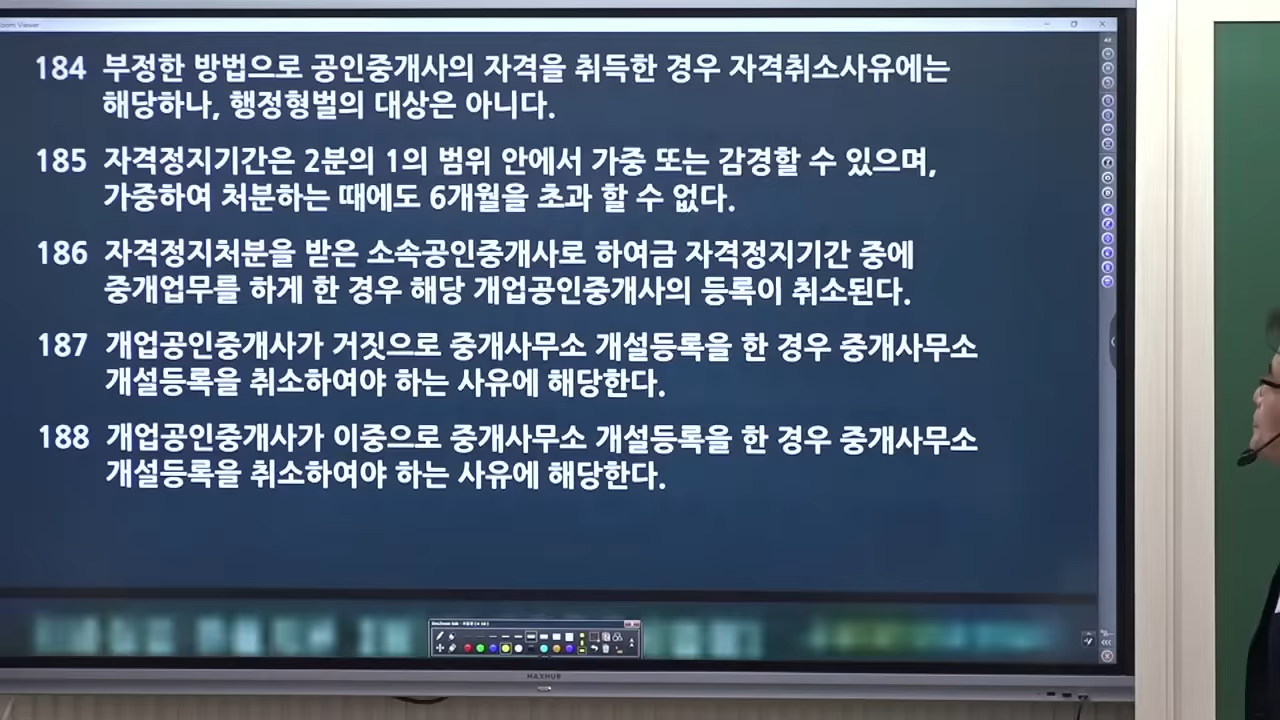 184 부정한 방법으로 공인중개사의 자격을 취득한 경우 자격취소사유에는
해당하나, 행정형벌의 대상은 아니다.
185 자격정지기간은 2분의 1의 범위 안에서 가중 또는 감경할 수 있으며,
가중하여 처분하는 때에도 6개월을 초과 할 수 없다.
186 자격정지처분을 받은 소속공인중개사로 하여금 자격정지기간 중에
중개업무를 하게 한 경우 해당 개업공인중개사의 등록이 취소된다.
187 개업공인중개사가 거짓으로 중개사무소 개설등록을 한 경우 중개사무소
개설등록을 취소하여야 하는 사유에 해당한다.
188 개업공인중개사가 이중으로 중개사무소 개설등록을 한 경우 중개사무소
개설등록을 취소하여야 하는 사유에 해당한다.
MAXHUB